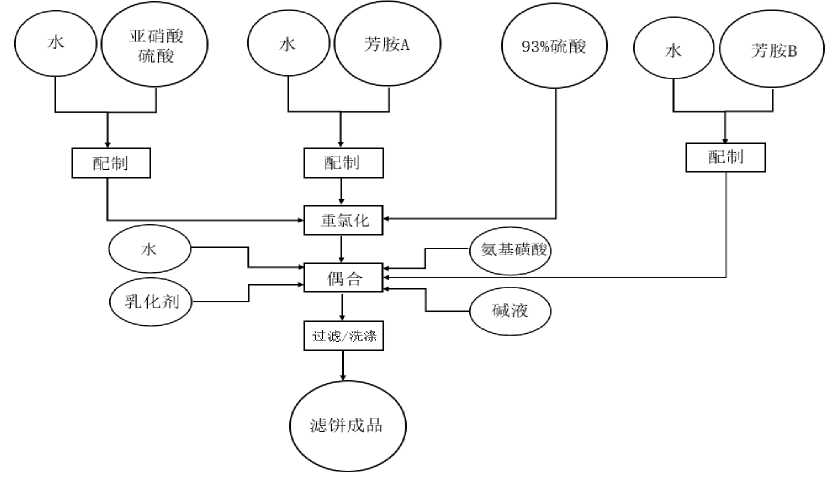 水
亚硝酸
硫酸
水
芳胺A
93%硫酸
水
芳胺B
配制
配制
配制
重氯化
水
氨基磺酸
偶合
乳化剂
碱液
过滤/洗涤
滤饼成品